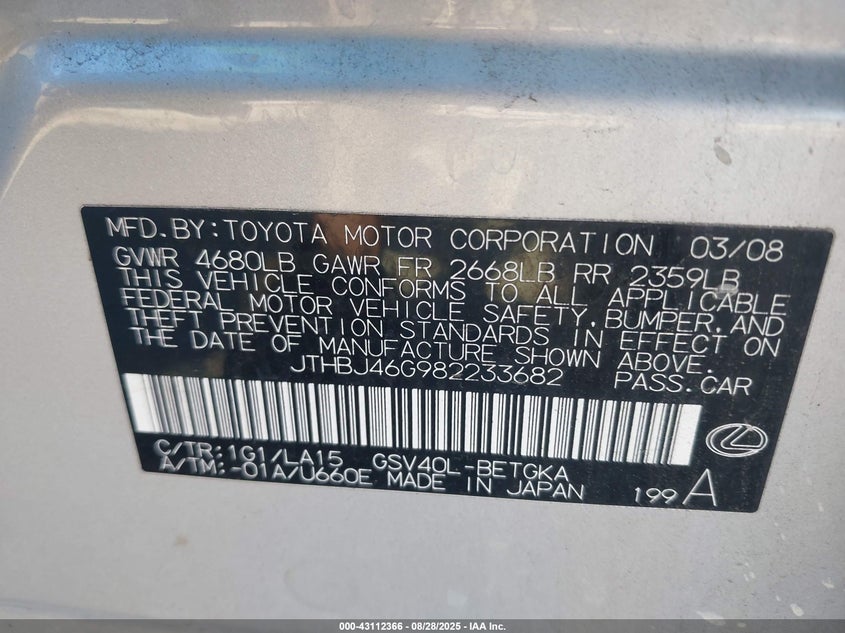 MFD. BY: TOYOTA MOTOR CORPORATION 03/08
GVWR 4680LB GAWR FR 2668LB RR 2359LB
THIS VEHICLE CONFORMS TO ALL APPLICABLE
FEDERAL MOTOR VEHICLE SAFETY, BUMPER, AND
THEFT PREVENTION STANDARDS IN EFFECT ON
THE DATE OF MANUFACTURE SHOWN ABOVE.
JTHBJ46G982233682 PASS. CAR
C/TR: 1G1/LA15 GSV40L-BETGKA
A/TM: -01A/U660E MADE IN JAPAN 199A
000-43112366 - 08/28/2025 - IAA Inc.